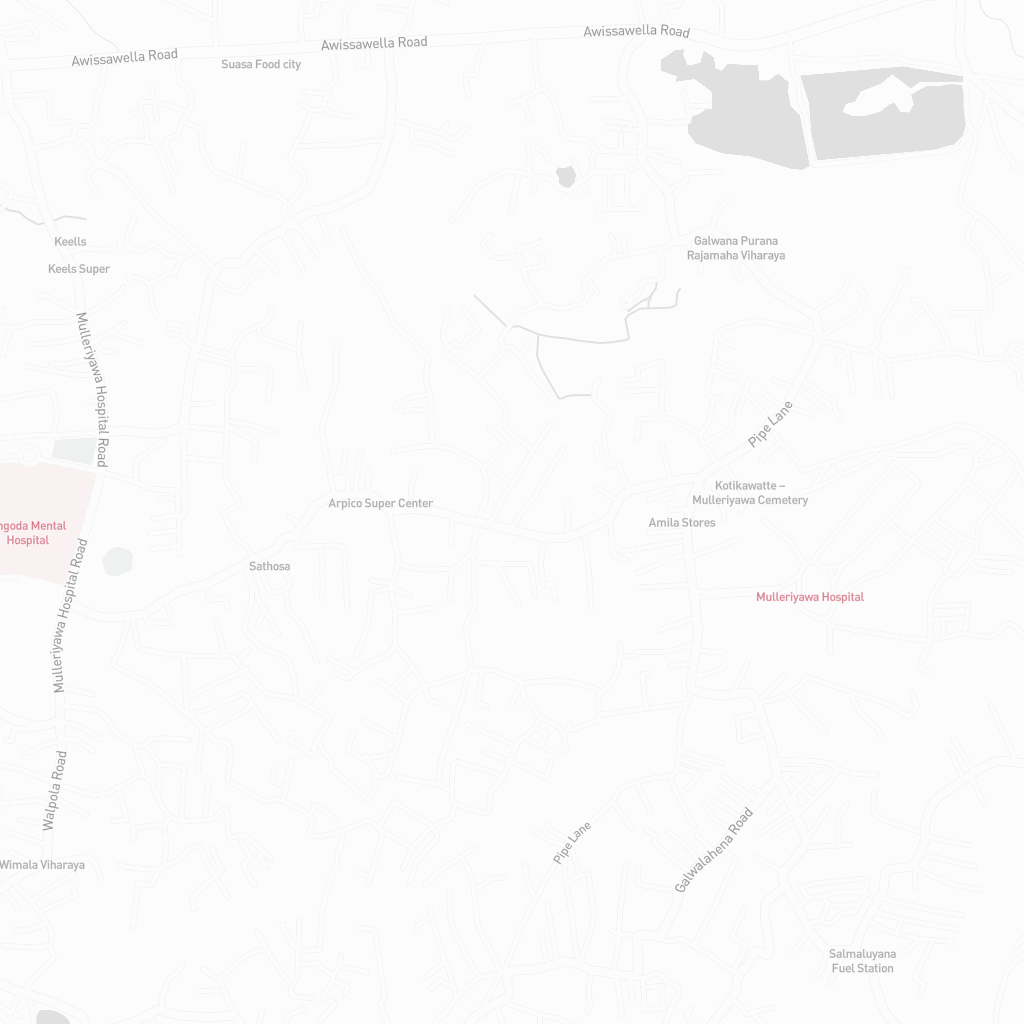 Awissawella Road
Awissawella Road
Awissawella Road
Suasa Food city
Keells
Keels Super
Galwana Purana
Rajamaha Viharaya
Mulleriyawa Hospital Road
Pipe Lane
Kotikawatte –
Mulleriyawa Cemetery
Arpico Super Center
Amila Stores
ngoda Mental
Hospital
Sathosa
Mulleriyawa Hospital
Mulleriyawa Hospital Road
Walpola Road
Pipe Lane
Galwalahena Road
Wimala Viharaya
Salmaluyana
Fuel Station